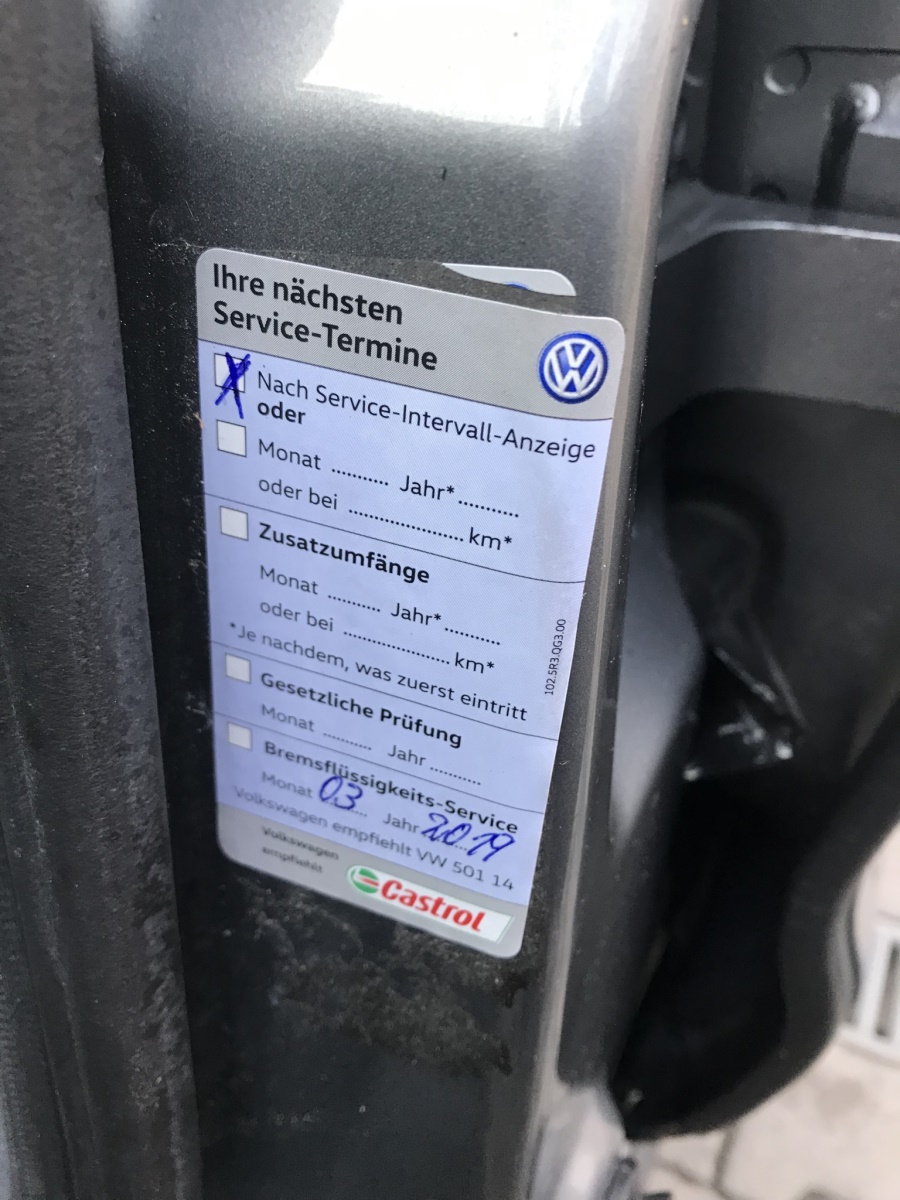 Ihre nächsten
Service-Termine
X Nach Service-Intervall-Anzeige
oder
Monat .......... Jahr*..........
oder bei .................... km*
Zusatzumfänge
Monat .......... Jahr*..........
oder bei .................... km*
*Je nachdem, was zuerst eintritt
Gesetzliche Prüfung
Monat .......... Jahr ..........
Bremsflüssigkeits-Service
Monat 03 Jahr 2019
Volkswagen empfiehlt VW 501 14
Volkswagen
empfiehlt
Castrol
102.5R3.QG3.00